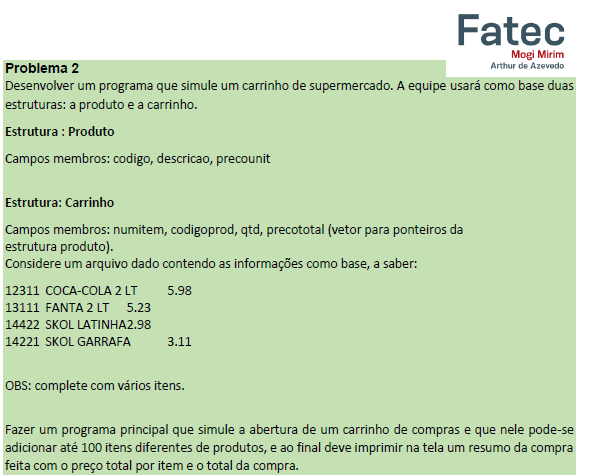 Fatec
Mogi Mirim
Arthur de Azevedo
Problema 2
Desenvolver um programa que simule um carrinho de supermercado. A equipe usará como base duas
estruturas: a produto e a carrinho.
Estrutura : Produto
Campos membros: codigo, descricao, precounit
Estrutura: Carrinho
Campos membros: numitem, codigoprod, qtd, precototal (vetor para ponteiros da
estrutura produto).
Considere um arquivo dado contendo as informações como base, a saber:
12311 COCA-COLA 2 LT 5.98
13111 FANTA 2 LT 5.23
14422 SKOL LATINHA2.98
14221 SKOL GARRAFA 3.11
OBS: complete com vários itens.
Fazer um programa principal que simule a abertura de um carrinho de compras e que nele pode-se
adicionar até 100 itens diferentes de produtos, e ao final deve imprimir na tela um resumo da compra
feita com o preço total por item e o total da compra.